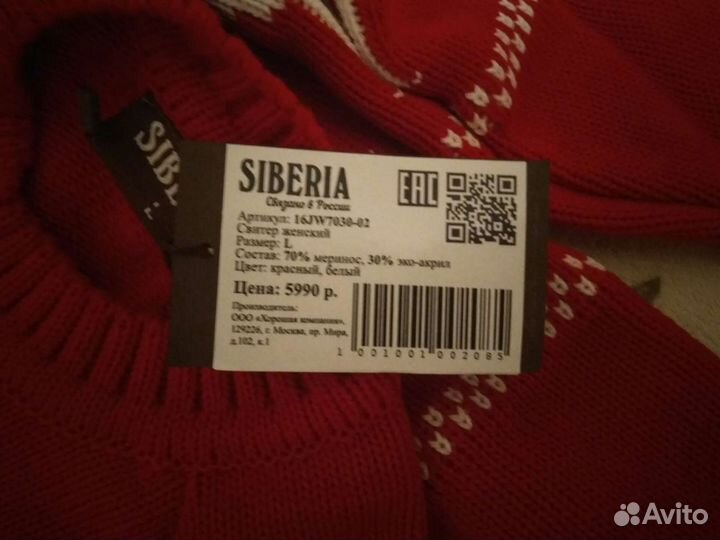 SIBE
L
SIBERIA
Связано в России
Артикул: 16JW7030-02
Свитер женский
Размер: L
Состав: 70% меринос, 30% эко-акрил
Цвет: красный, белый
Цена: 5990 р.
Производитель:
ООО «Хорошая компания»,
129226, г. Москва, пр. Мира,
д.102, к.1
EAC
1 001001 002085
Avito